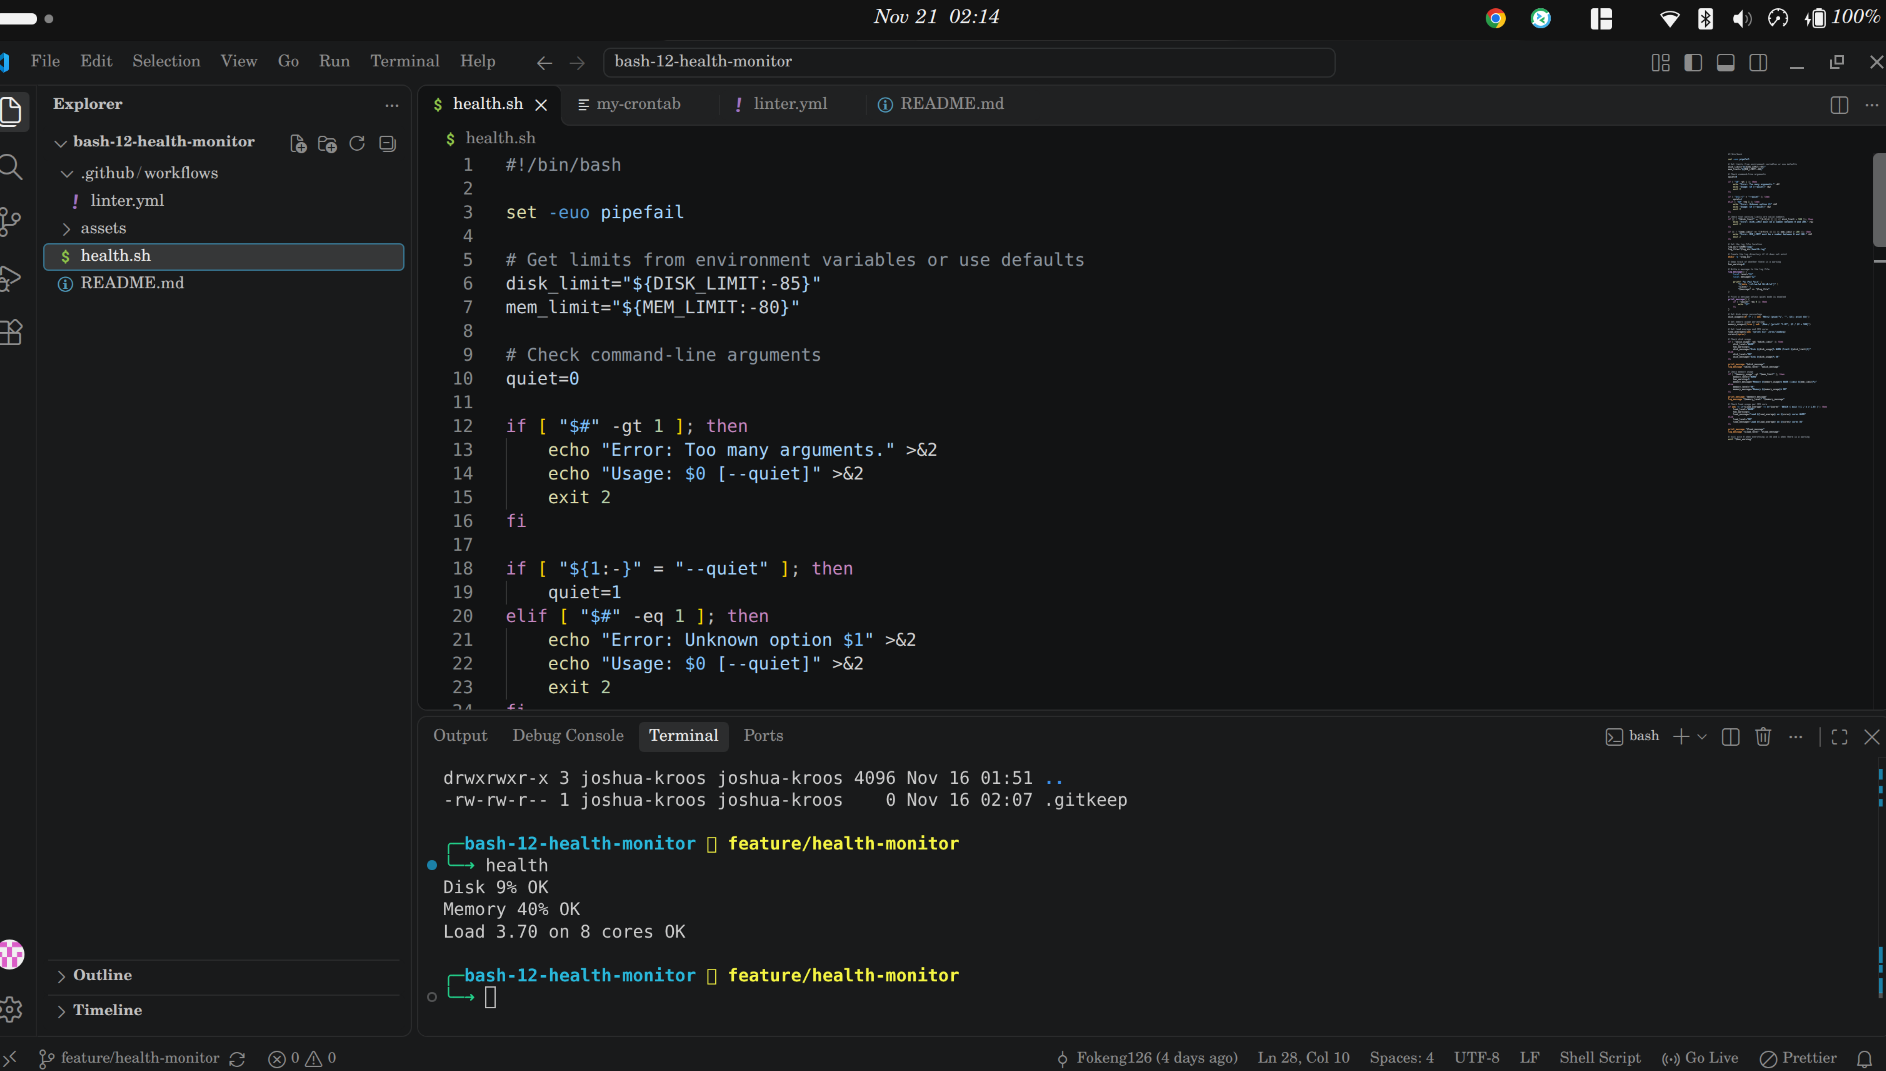 Nov 21 02:14
100%
File Edit Selection View Go Run Terminal Help
bash-12-health-monitor
Explorer
bash-12-health-monitor
.github/workflows
linter.yml
assets
health.sh
README.md
Outline
Timeline
health.sh my-crontab linter.yml README.md
health.sh
1 #!/bin/bash
2
3 set -euo pipefail
4
5 # Get limits from environment variables or use defaults
6 disk_limit="${DISK_LIMIT:-85}"
7 mem_limit="${MEM_LIMIT:-80}"
8
9 # Check command-line arguments
10 quiet=0
11
12 if [ "$#" -gt 1 ]; then
13 echo "Error: Too many arguments." >&2
14 echo "Usage: $0 [--quiet]" >&2
15 exit 2
16 fi
17
18 if [ "${1:-}" = "--quiet" ]; then
19 quiet=1
20 elif [ "$#" -eq 1 ]; then
21 echo "Error: Unknown option $1" >&2
22 echo "Usage: $0 [--quiet]" >&2
23 exit 2
24 fi
Output Debug Console Terminal Ports
bash
drwxrwxr-x 3 joshua-kroos joshua-kroos 4096 Nov 16 01:51 ..
-rw-rw-r-- 1 joshua-kroos joshua-kroos 0 Nov 16 02:07 .gitkeep
bash-12-health-monitor feature/health-monitor
health
Disk 9% OK
Memory 40% OK
Load 3.70 on 8 cores OK
bash-12-health-monitor feature/health-monitor
feature/health-monitor 0 0 Fokeng126 (4 days ago) Ln 28, Col 10 Spaces: 4 UTF-8 LF Shell Script Go Live Prettier